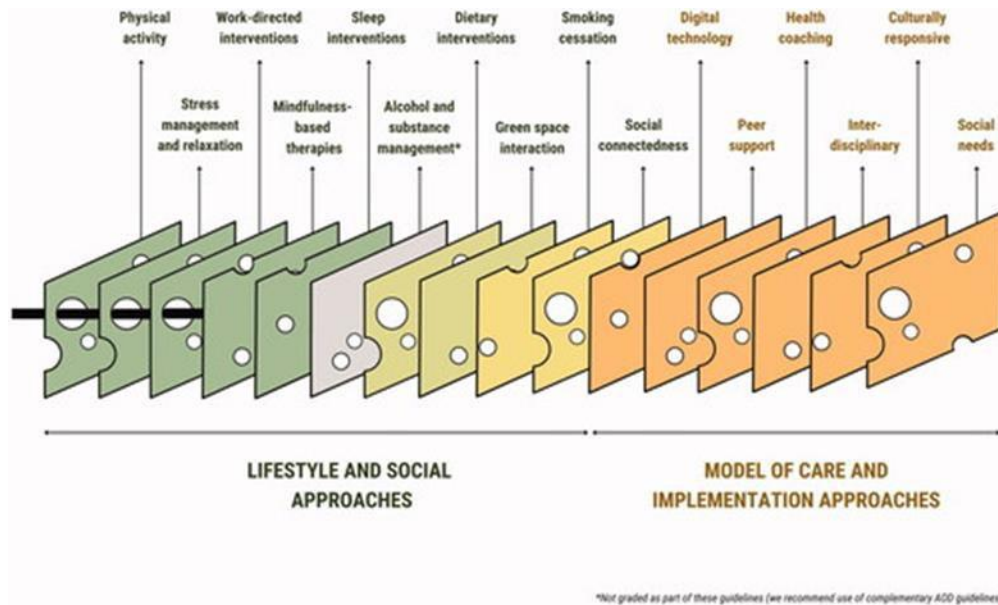 Physical
activity
Work-directed
interventions
Sleep
interventions
Dietary
interventions
Smoking
cessation
Digital
technology
Health
coaching
Culturally
responsive
Stress
management
and relaxation
Mindfulness-
based
therapies
Alcohol and
substance
management*
Green space
interaction
Social
connectedness
Peer
support
Inter-
disciplinary
Social
needs
LIFESTYLE AND SOCIAL
APPROACHES
MODEL OF CARE AND
IMPLEMENTATION APPROACHES
*Not graded as part of these guidelines (we recommend use of complementary AOD guidelines